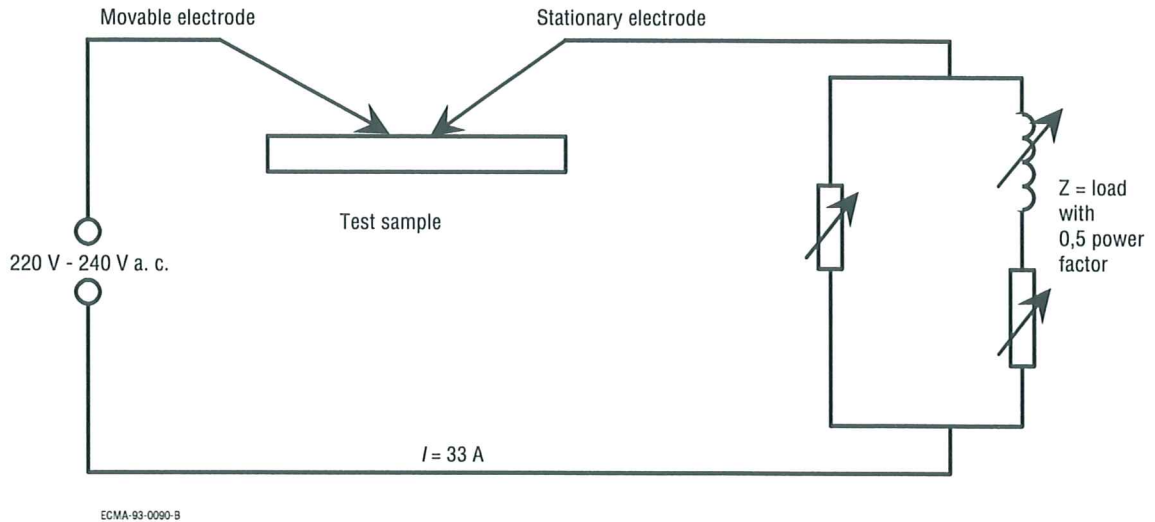 Movable electrode
Stationary electrode
Test sample
220 V - 240 V a. c.
Z = load
with
0,5 power
factor
I = 33 A
ECMA-93-0090-B